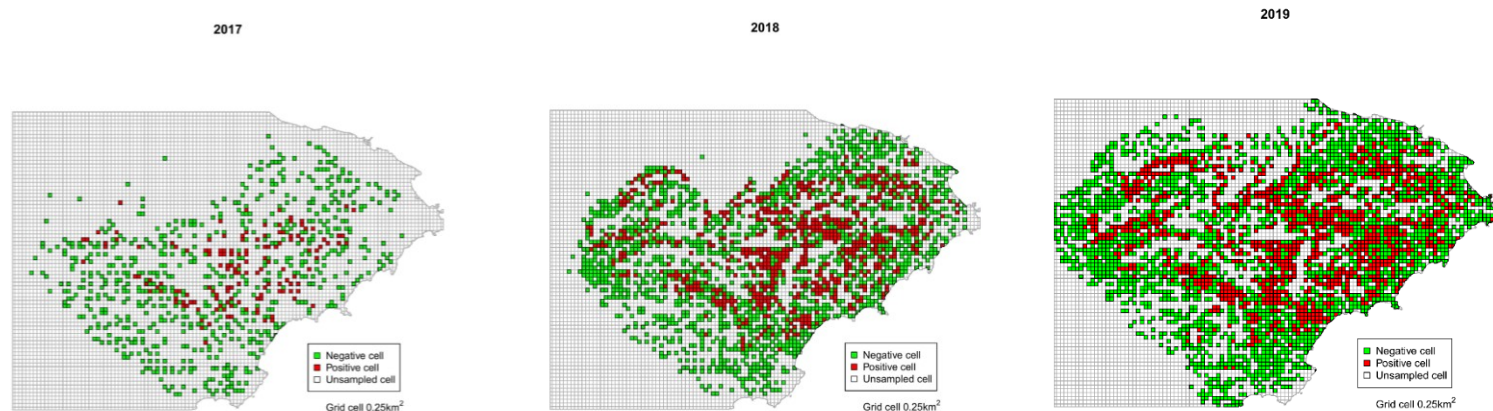 2017
Negative cell
Positive cell
Unsampled cell
Grid cell 0.25km²
2018
Negative cell
Positive cell
Unsampled cell
Grid cell 0.25km²
2019
Negative cell
Positive cell
Unsampled cell
Grid cell 0.25km²